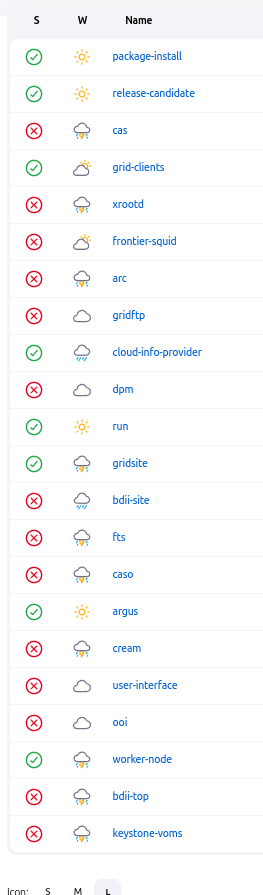 S W Name
package-install
release-candidate
cas
grid-clients
xrootd
frontier-squid
arc
gridftp
cloud-info-provider
dpm
run
gridsite
bdii-site
fts
caso
argus
cream
user-interface
ooi
worker-node
bdii-top
keystone-voms
Icon: S M L